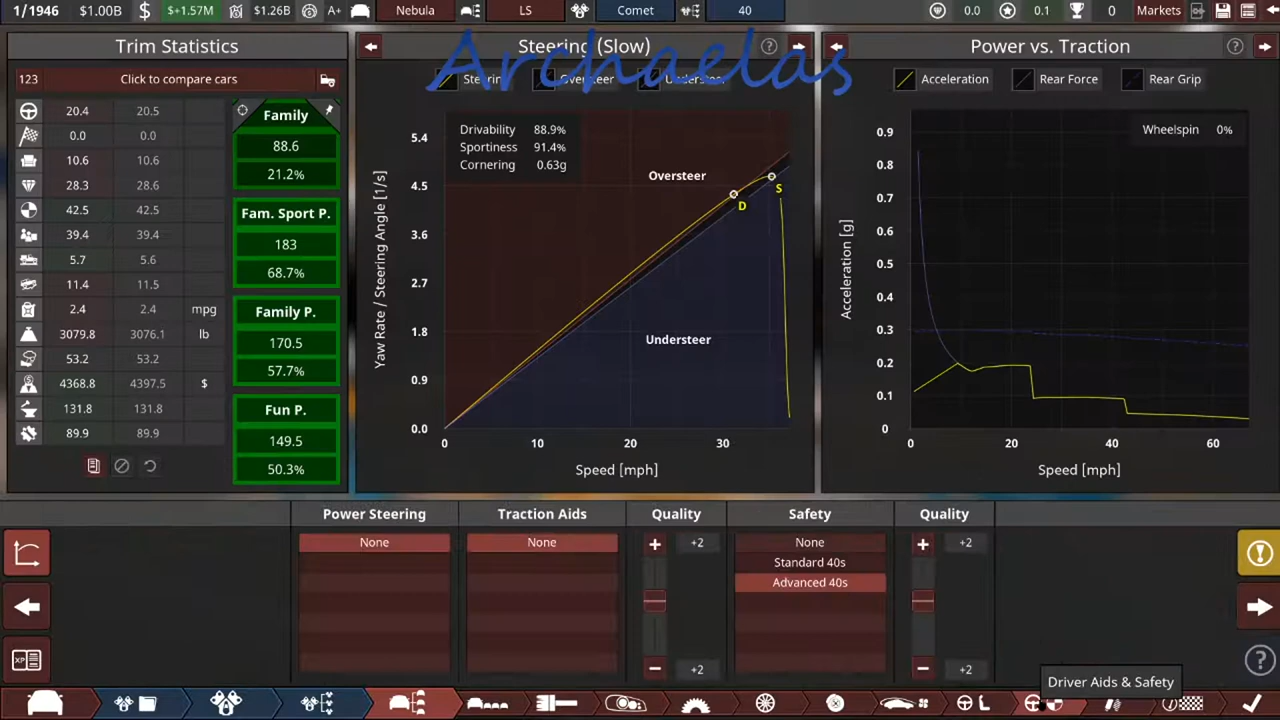 1/1946 $ $+1.57M $1.26B A+ Nebula LS Comet 40 0.0 0.1 0 Markets
Archaelas
Trim Statistics
123 Click to compare cars
20.4 20.5
0.0 0.0
10.6 10.6
28.3 28.6
42.5 42.5
39.4 39.4
5.7 5.6
11.4 11.5
2.4 2.4 mpg
3079.8 3076.1 lb
53.2 53.2
4368.8 4397.5 $
131.8 131.8
89.9 89.9
Family
88.6
21.2%
Fam. Sport P.
183
68.7%
Family P.
170.5
57.7%
Fun P.
149.5
50.3%
Steering (Slow) ?
Steering Oversteer Understeer
Drivability 88.9%
Sportiness 91.4%
Cornering 0.63g
Oversteer
Understeer
D
S
Yaw Rate / Steering Angle [1/s]
5.4
4.5
3.6
2.7
1.8
0.9
0.0
0 10 20 30
Speed [mph]
Power vs. Traction ?
Acceleration Rear Force Rear Grip
Wheelspin 0%
Acceleration [g]
0.9
0.8
0.7
0.6
0.5
0.4
0.3
0.2
0.1
0
0 20 40 60
Speed [mph]
Power Steering
None
Traction Aids
None
Quality
+ +2
- +2
Safety
None
Standard 40s
Advanced 40s
Quality
+ +2
- +2
XP
?
Driver Aids & Safety